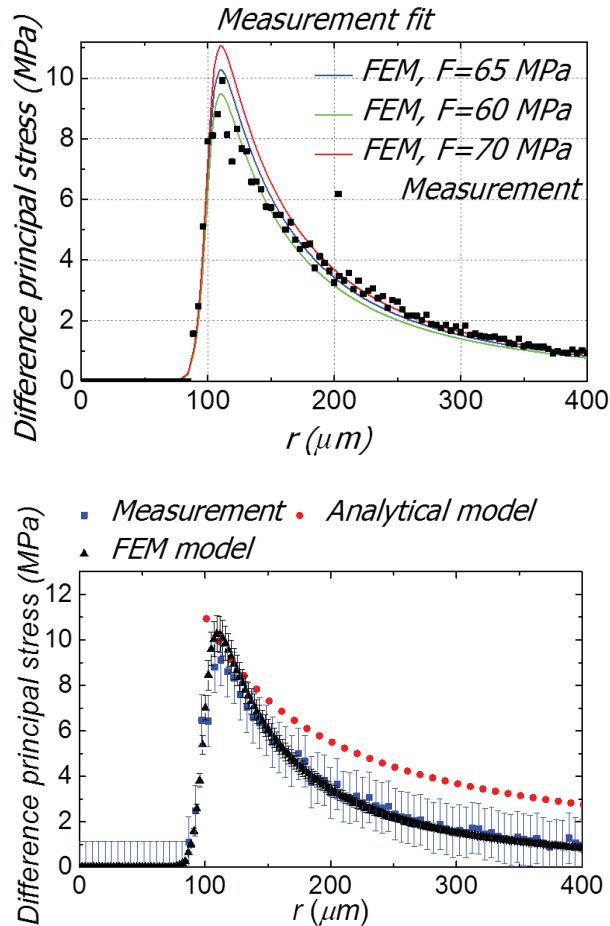 Measurement fit
Difference principal stress (MPa)
10
8
6
4
2
0
FEM, F=65 MPa
FEM, F=60 MPa
FEM, F=70 MPa
Measurement
0 100 200 300 400
r (μm)
Measurement Analytical model
FEM model
Difference principal stress (MPa)
12
10
8
6
4
2
0
0 100 200 300 400
r (μm)